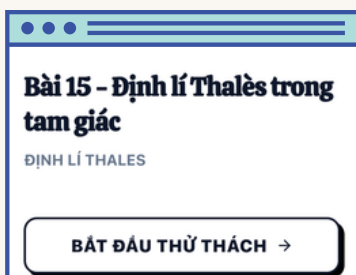 Bài 15 - Định lí Thalès trong
tam giác
ĐỊNH LÍ THALES
BẮT ĐẦU THỬ THÁCH →